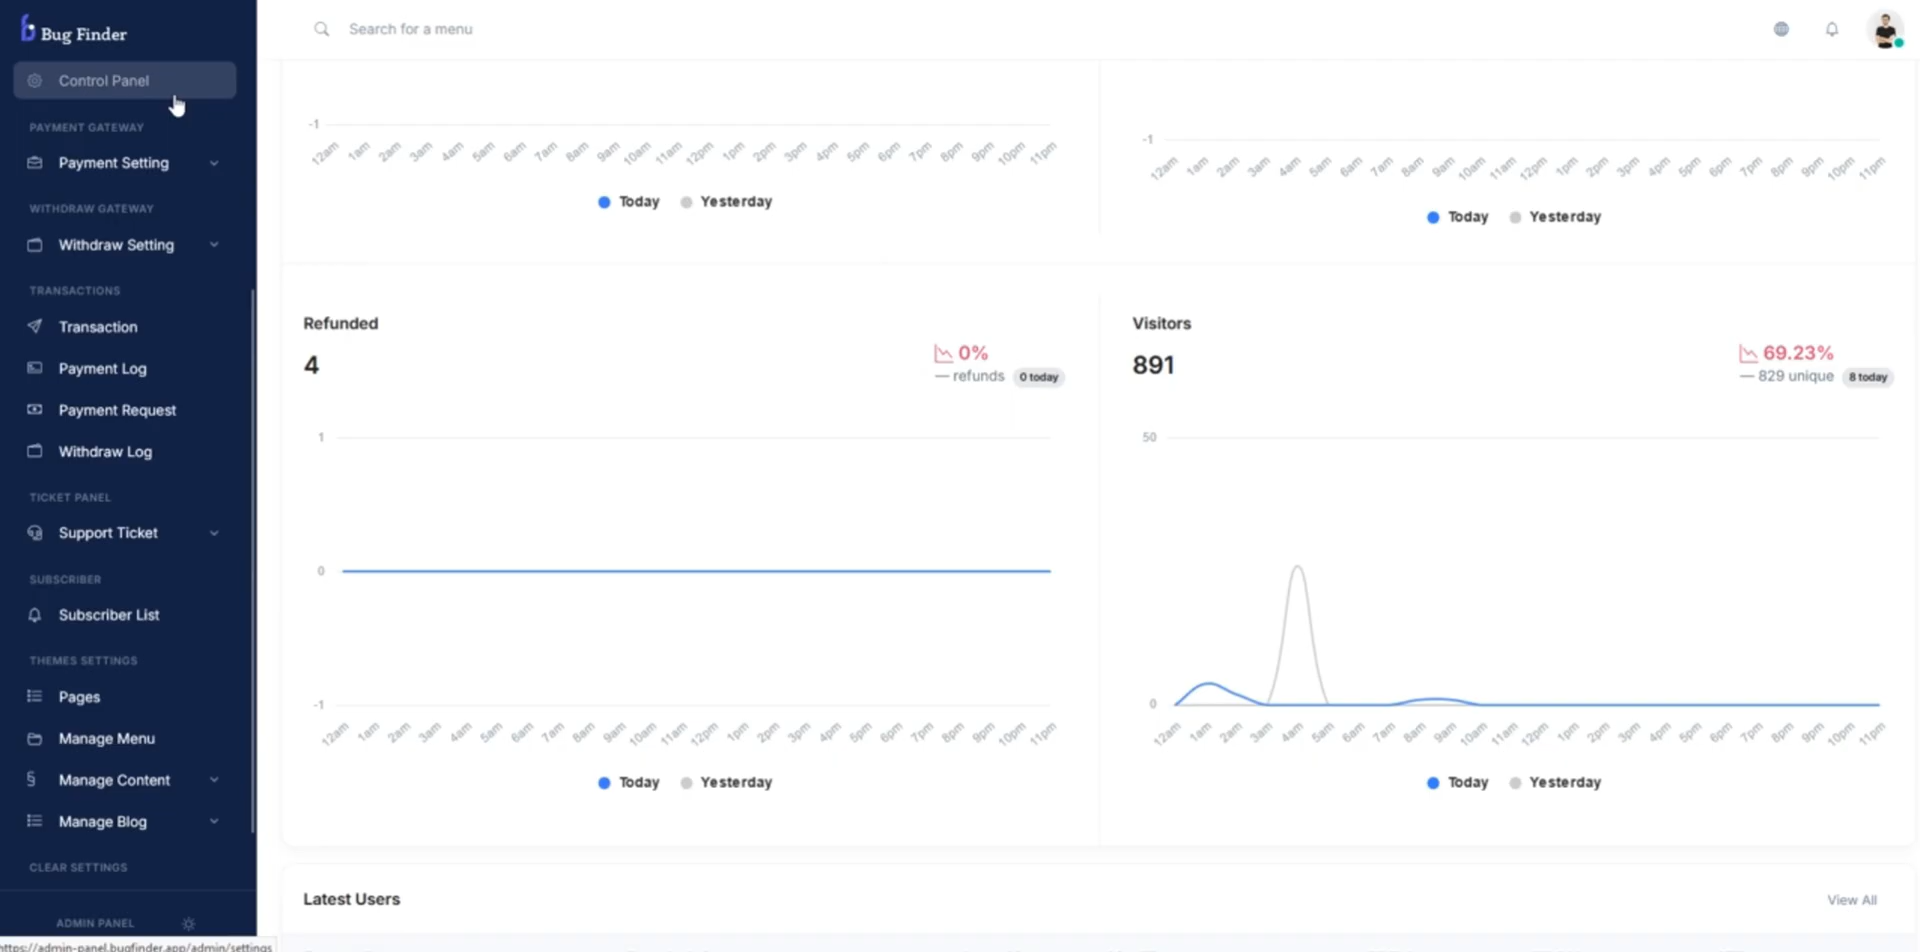 Bug Finder
Search for a menu
Control Panel
PAYMENT GATEWAY
Payment Setting
WITHDRAW GATEWAY
Withdraw Setting
TRANSACTIONS
Transaction
Payment Log
Payment Request
Withdraw Log
TICKET PANEL
Support Ticket
SUBSCRIBER
Subscriber List
THEMES SETTINGS
Pages
Manage Menu
Manage Content
Manage Blog
CLEAR SETTINGS
ADMIN PANEL
https://admin-panel.bugfinder.app/admin/settings
-1
12am 1am 2am 3am 4am 5am 6am 7am 8am 9am 10am 11am 12pm 1pm 2pm 3pm 4pm 5pm 6pm 7pm 8pm 9pm 10pm 11pm
Today Yesterday
-1
12am 1am 2am 3am 4am 5am 6am 7am 8am 9am 10am 11am 12pm 1pm 2pm 3pm 4pm 5pm 6pm 7pm 8pm 9pm 10pm 11pm
Today Yesterday
Refunded
4
0%
refunds 0 today
1
0
-1
12am 1am 2am 3am 4am 5am 6am 7am 8am 9am 10am 11am 12pm 1pm 2pm 3pm 4pm 5pm 6pm 7pm 8pm 9pm 10pm 11pm
Today Yesterday
Visitors
891
69.23%
829 unique 8 today
50
0
12am 1am 2am 3am 4am 5am 6am 7am 8am 9am 10am 11am 12pm 1pm 2pm 3pm 4pm 5pm 6pm 7pm 8pm 9pm 10pm 11pm
Today Yesterday
Latest Users
View All